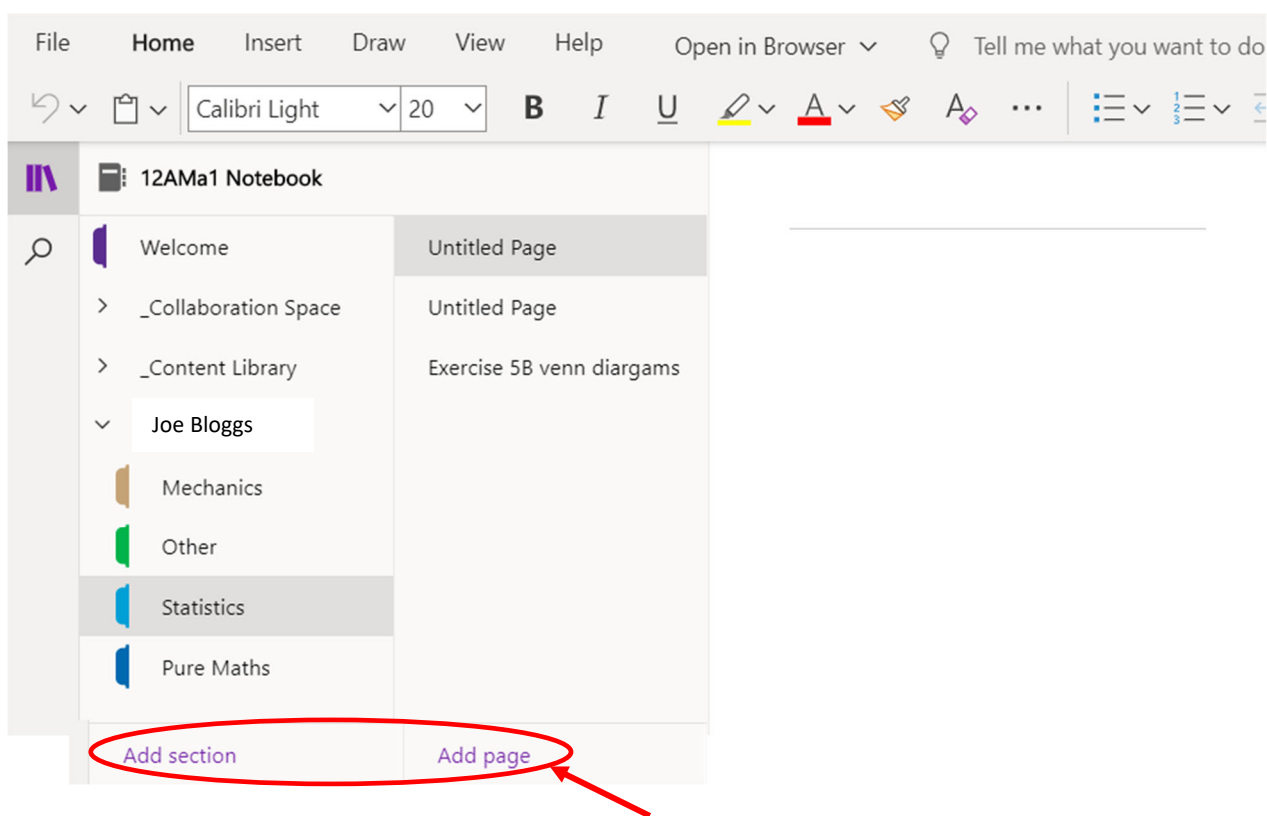 File Home Insert Draw View Help Open in Browser Tell me what you want to do
Calibri Light 20 B I U A A
12AMa1 Notebook
Welcome
_Collaboration Space
_Content Library
Joe Bloggs
Mechanics
Other
Statistics
Pure Maths
Add section
Untitled Page
Untitled Page
Exercise 5B venn diargams
Add page